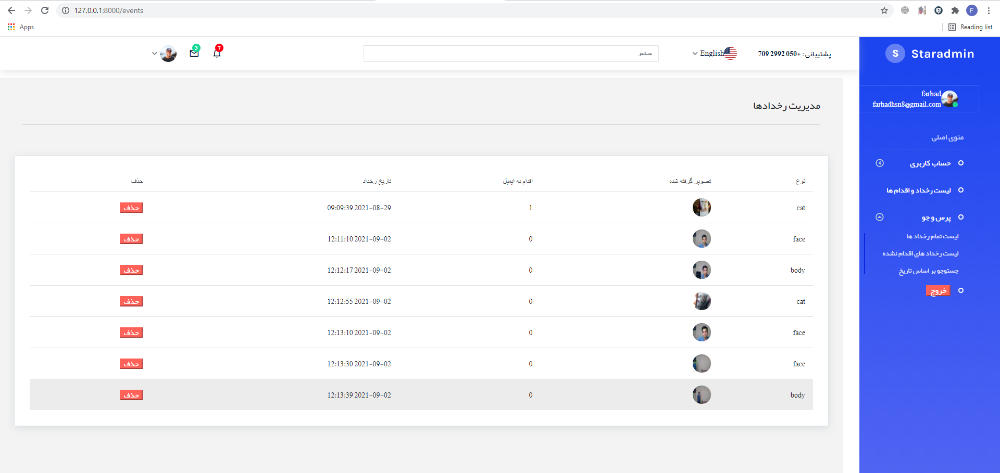 127.0.0.1:8000/events
F
Apps
Reading list
S Staradmin
پشتیبانی : +050 2992 709
English
جستجو
7
3
farhad
farhadhsn8@gmail.com
منوی اصلی
حساب کاربری
لیست رخداد و اقدام ها
پرس و جو
لیست تمام رخداد ها
لیست رخداد های اقدام نشده
جستوجو بر اساس تاریخ
خروج
مدیریت رخدادها
نوع تصویر گرفته شده اقدام به ایمیل تاریخ رخداد حذف
cat 1 2021-08-29 09:09:39 حذف
face 0 2021-09-02 12:11:10 حذف
body 0 2021-09-02 12:12:17 حذف
cat 0 2021-09-02 12:12:55 حذف
face 0 2021-09-02 12:13:10 حذف
face 0 2021-09-02 12:13:30 حذف
body 0 2021-09-02 12:13:39 حذف